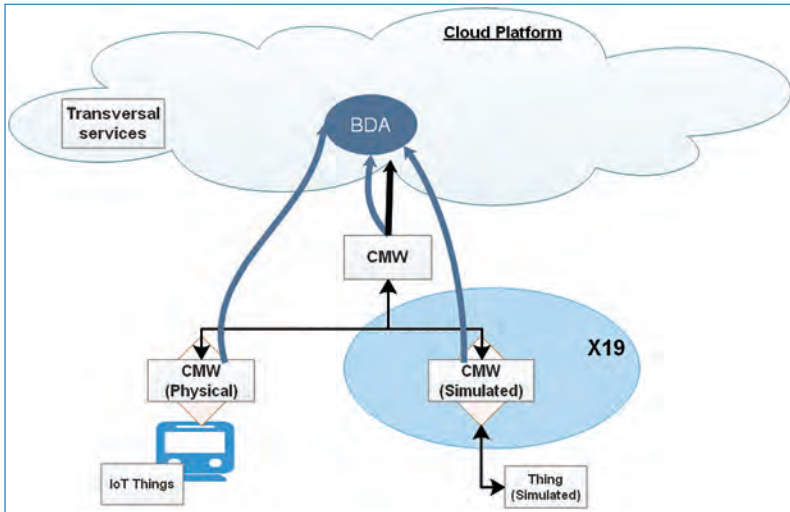 Cloud Platform
Transversal
services
BDA
CMW
X19
CMW
(Physical)
CMW
(Simulated)
IoT Things
Thing
(Simulated)